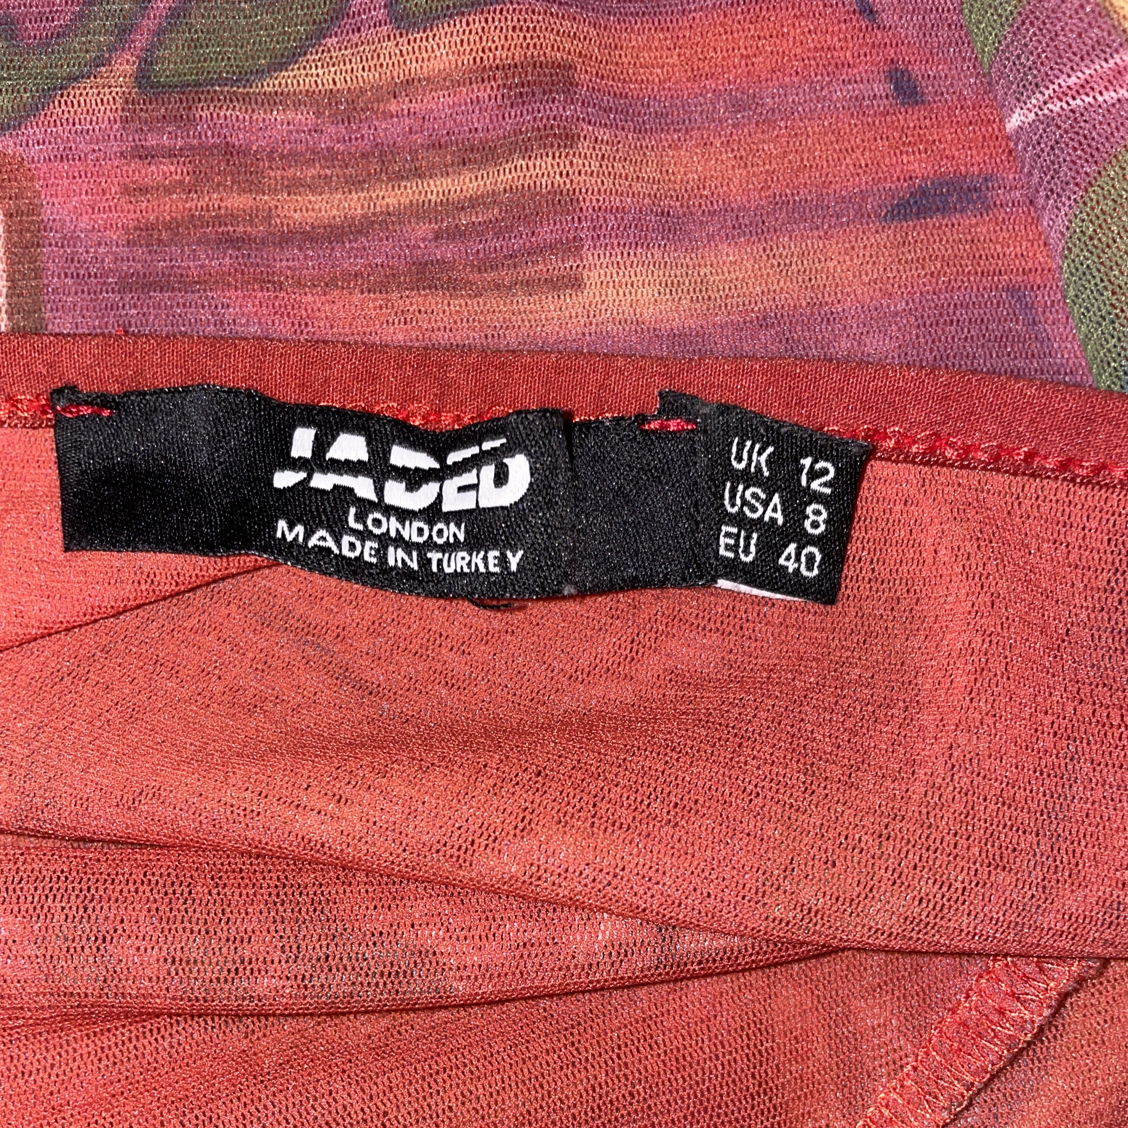 JADED
LONDON
MADE IN TURKEY
UK 12
USA 8
EU 40